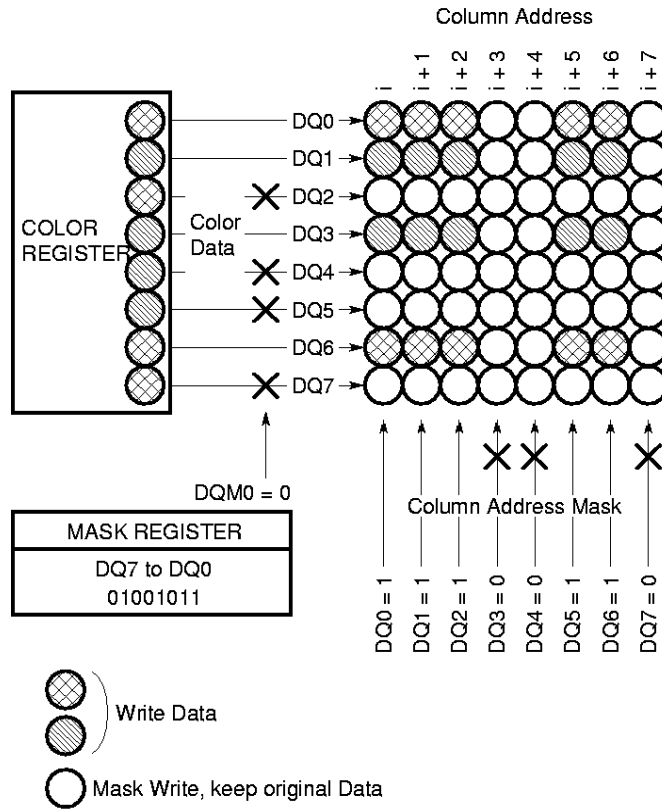 Column Address
i
i + 1
i + 2
i + 3
i + 4
i + 5
i + 6
i + 7
COLOR
REGISTER
Color
Data
DQ0
DQ1
DQ2
DQ3
DQ4
DQ5
DQ6
DQ7
DQM0 = 0
Column Address Mask
MASK REGISTER
DQ7 to DQ0
01001011
DQ0 = 1
DQ1 = 1
DQ2 = 1
DQ3 = 0
DQ4 = 0
DQ5 = 1
DQ6 = 1
DQ7 = 0
Write Data
Mask Write, keep original Data